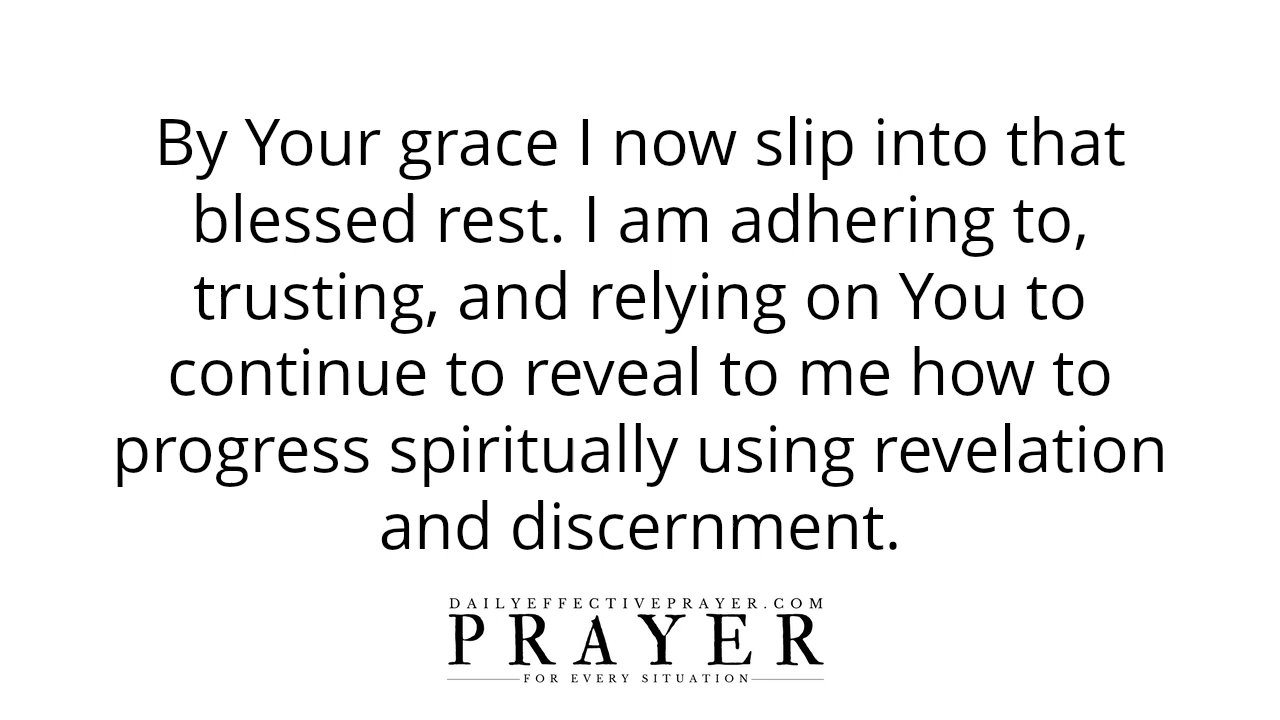 By Your grace I now slip into that
blessed rest. I am adhering to,
trusting, and relying on You to
continue to reveal to me how to
progress spiritually using revelation
and discernment.
DAILYEFFECTIVEPRAYER.COM
PRAYER
FOR EVERY SITUATION